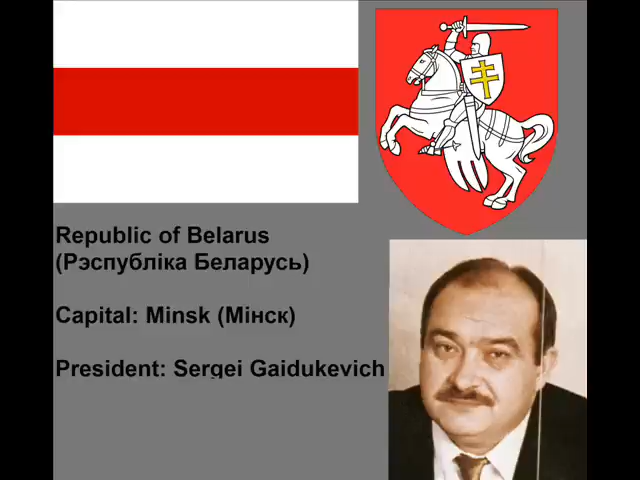 Republic of Belarus
(Рэспубліка Беларусь)
Capital: Minsk (Мінск)
President: Sergei Gaidukevich